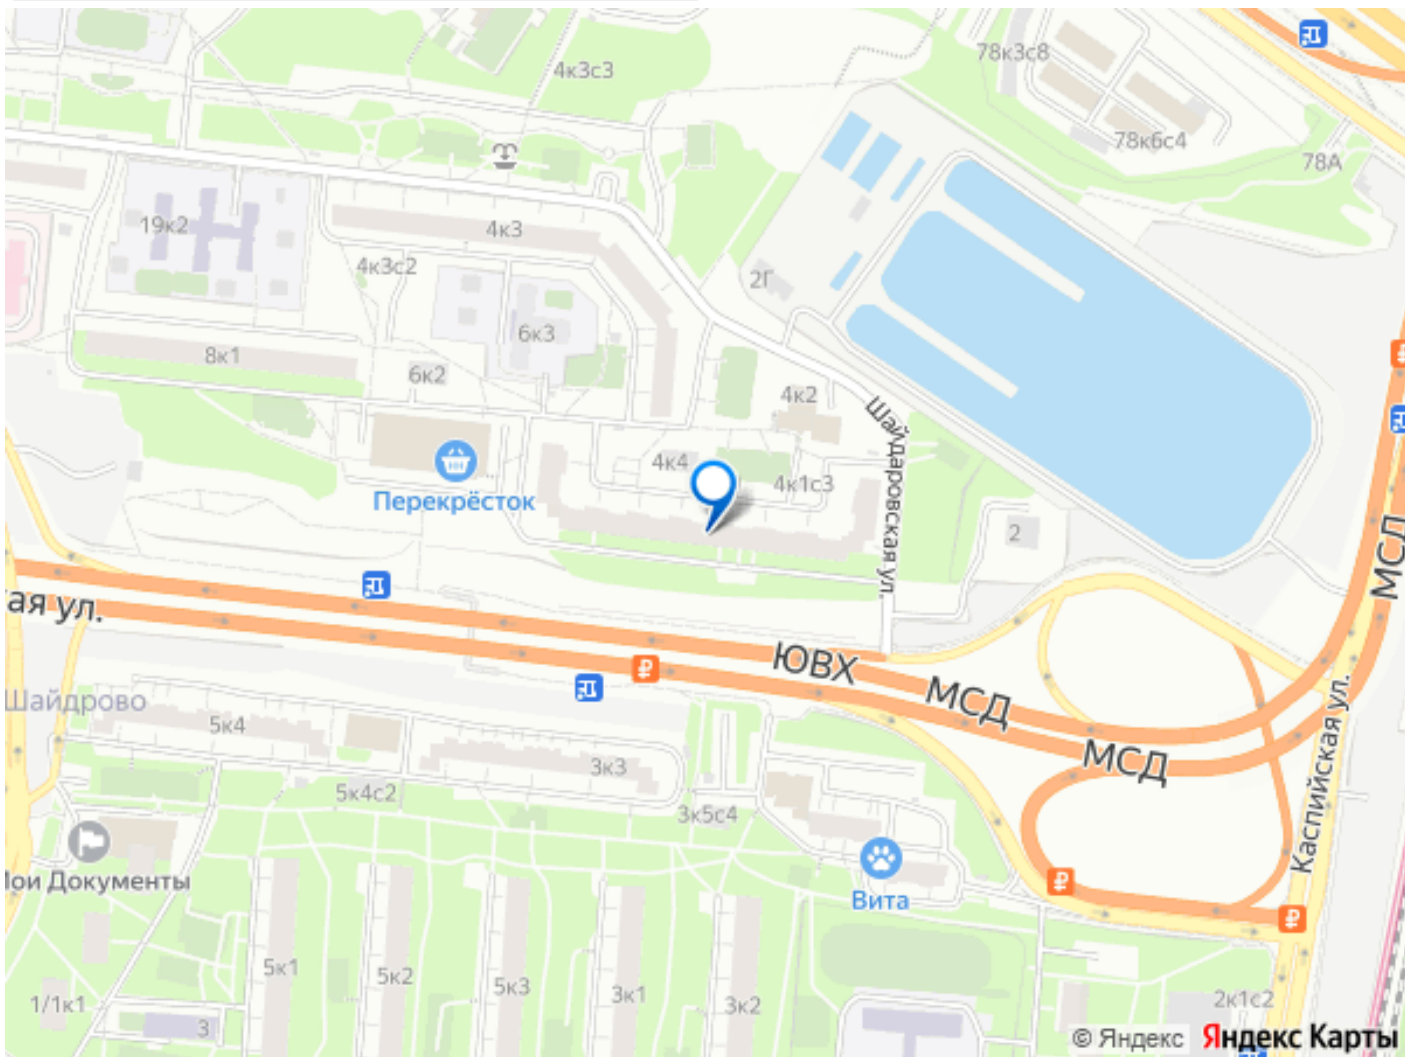 4к3с3
78к3с8
78к6с4
78А
19к2
4к3
4к3с2
2Г
6к3
8к1
6к2
4к2
Шайдаровская ул.
4к4
4к1с3
Перекрёсток
2
МСД
ая ул.
ЮВХ
МСД
МСД
Шайдрово
5к4
3к3
5к4с2
3к5с4
Каспийская ул.
Мои Документы
Вита
5к1
5к2
5к3
3к1
3к2
1/1к1
3
2к1с2
© Яндекс Яндекс Карты